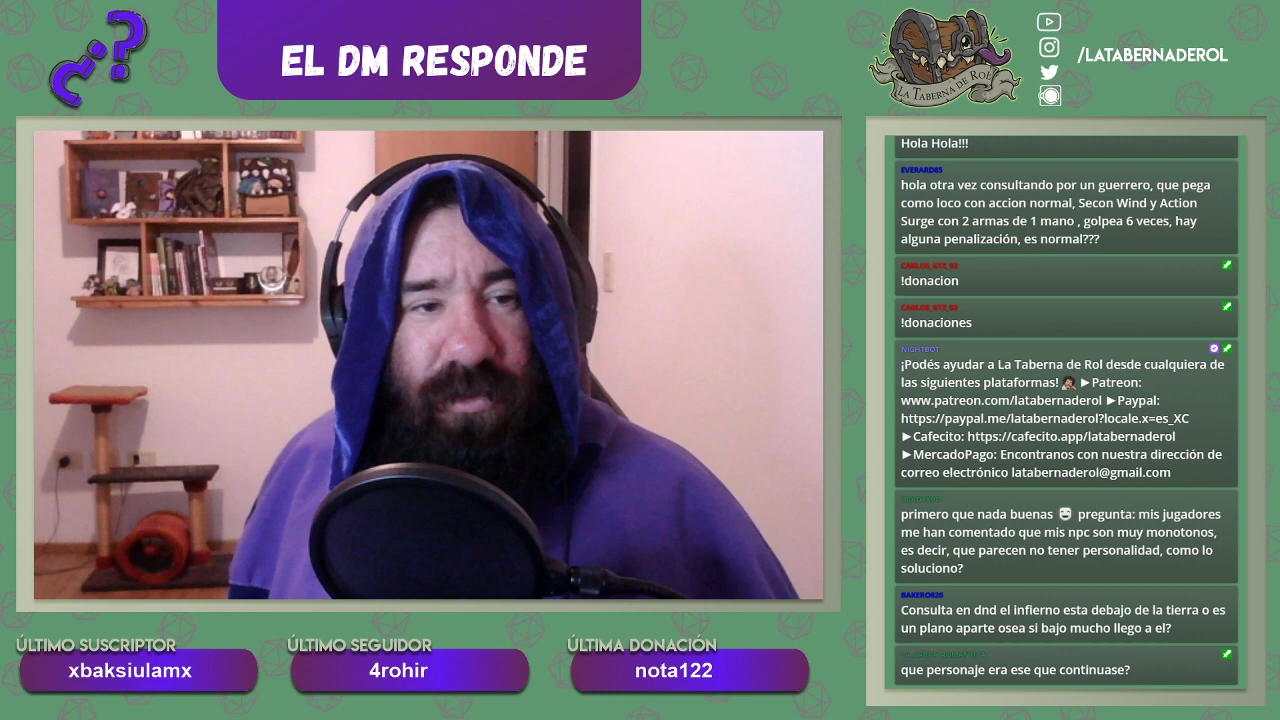 ¿?
EL DM RESPONDE
LA TABERNA DE ROL
/LATABERNADEROL
Hola Hola!!!
EVERARD85
hola otra vez consultando por un guerrero, que pega
como loco con accion normal, Secon Wind y Action
Surge con 2 armas de 1 mano , golpea 6 veces, hay
alguna penalización, es normal???
!donacion
!donaciones
NIGHTBOT
¡Podés ayudar a La Taberna de Rol desde cualquiera de
las siguientes plataformas! ►Patreon:
www.patreon.com/latabernaderol ►Paypal:
https://paypal.me/latabernaderol?locale.x=es_XC
►Cafecito: https://cafecito.app/latabernaderol
►MercadoPago: Encontranos con nuestra dirección de
correo electrónico latabernaderol@gmail.com
primero que nada buenas pregunta: mis jugadores
me han comentado que mis npc son muy monotonos,
es decir, que parecen no tener personalidad, como lo
soluciono?
Consulta en dnd el infierno esta debajo de la tierra o es
un plano aparte osea si bajo mucho llego a el?
que personaje era ese que continuase?
ÚLTIMO SUSCRIPTOR
xbaksiulamx
ÚLTIMO SEGUIDOR
4rohir
ÚLTIMA DONACIÓN
nota122